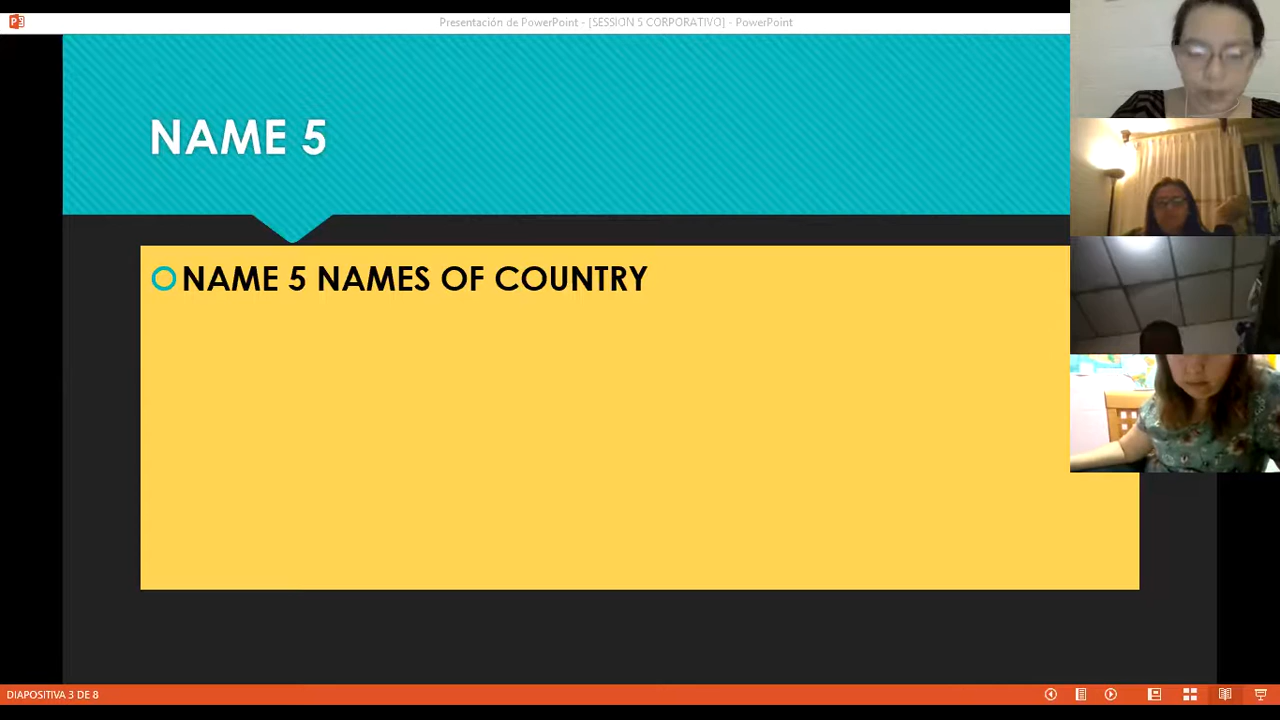 Presentación de PowerPoint - [SESSION 5 CORPORATIVO] - PowerPoint
NAME 5
NAME 5 NAMES OF COUNTRY
DIAPOSITIVA 3 DE 8